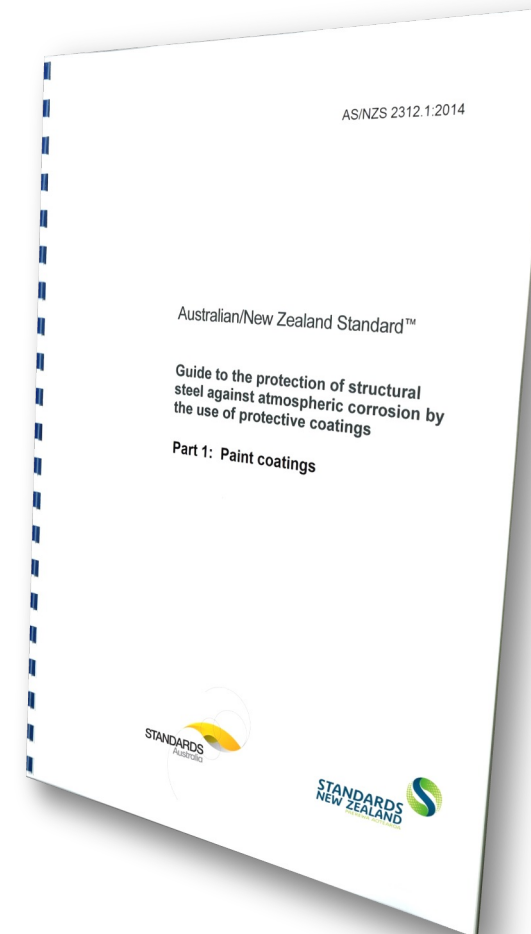 AS/NZS 2312.1:2014
Australian/New Zealand Standard™
Guide to the protection of structural
steel against atmospheric corrosion by
the use of protective coatings
Part 1: Paint coatings
STANDARDS
Australia
STANDARDS
NEW ZEALAND